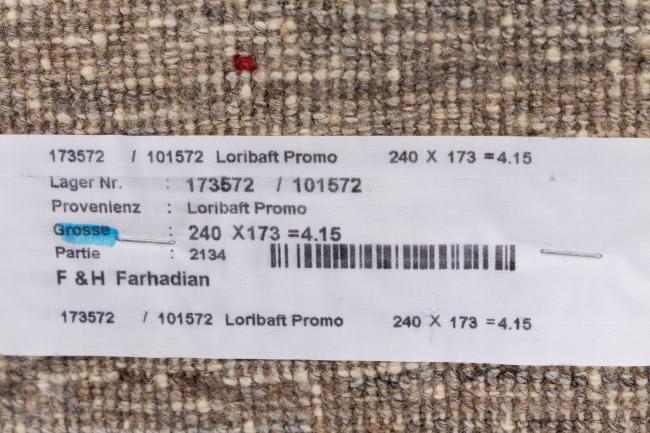 173572 / 101572 Loribaft Promo 240 X 173 =4.15
Lager Nr. : 173572 / 101572
Provenienz : Loribaft Promo
Grosse : 240 X173 =4.15
Partie : 2134
F & H Farhadian
173572 / 101572 Loribaft Promo 240 X 173 =4.15